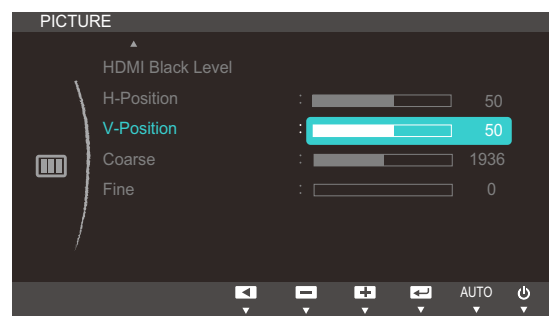 PICTURE
HDMI Black Level
H-Position : 50
V-Position : 50
Coarse : 1936
Fine : 0
AUTO